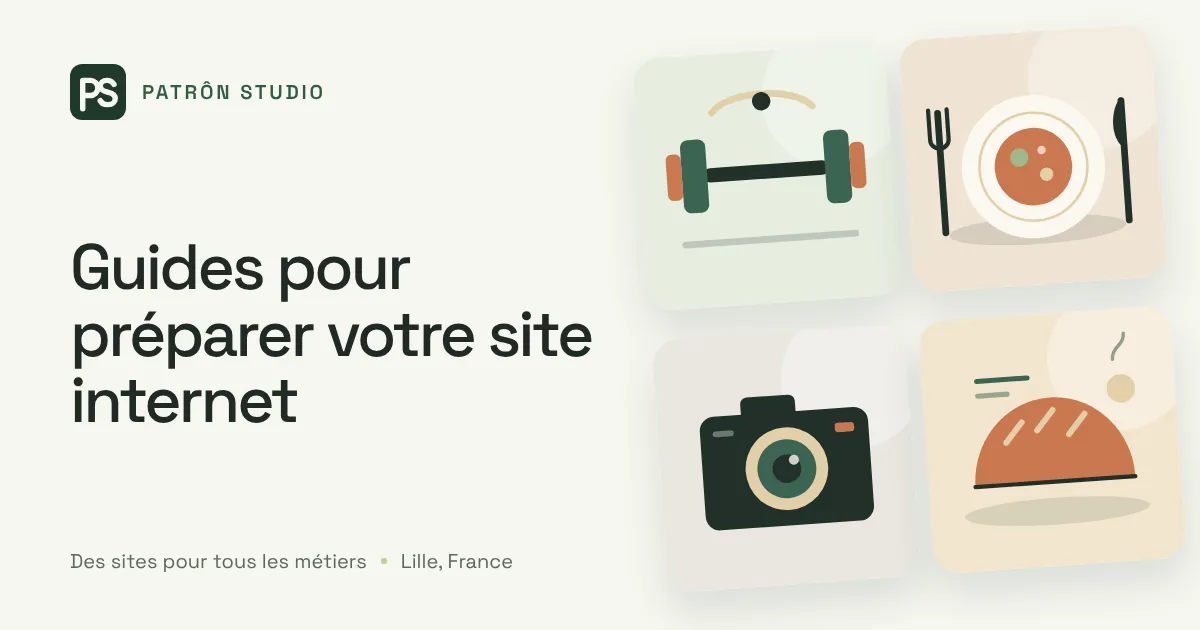 PS PATRÔN STUDIO
Guides pour
préparer votre site
internet
Des sites pour tous les métiers • Lille, France